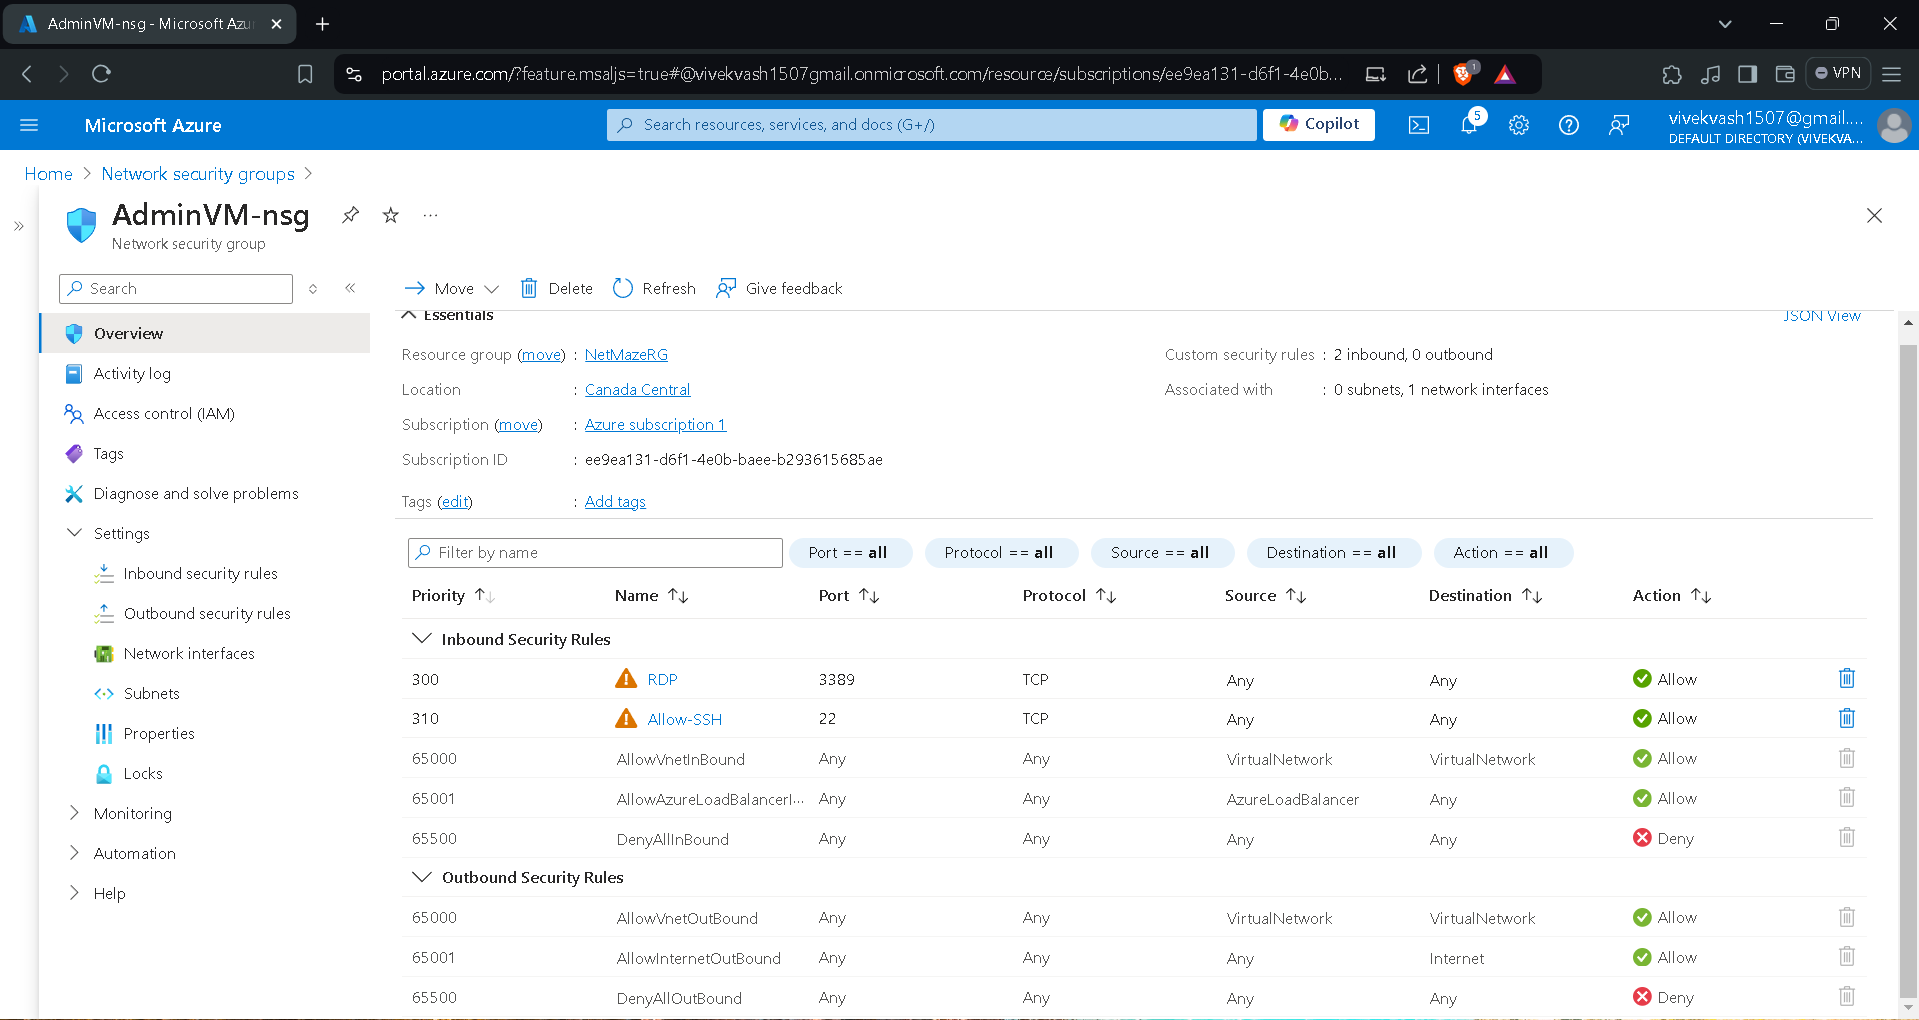 AdminVM-nsg - Microsoft Azu
portal.azure.com/?feature.msaljs=true#@vivekvash1507gmail.onmicrosoft.com/resource/subscriptions/ee9ea131-d6f1-4e0b...
1
VPN
Microsoft Azure
Search resources, services, and docs (G+/)
Copilot
5
vivekvash1507@gmail....
DEFAULT DIRECTORY (VIVEKVA...
Home > Network security groups >
AdminVM-nsg
...
Network security group
Search
Move
Delete
Refresh
Give feedback
Overview
Activity log
Access control (IAM)
Tags
Diagnose and solve problems
Settings
Inbound security rules
Outbound security rules
Network interfaces
Subnets
Properties
Locks
Monitoring
Automation
Help
Essentials
JSON View
Resource group (move) : NetMazeRG
Location : Canada Central
Subscription (move) : Azure subscription 1
Subscription ID : ee9ea131-d6f1-4e0b-baee-b293615685ae
Tags (edit) : Add tags
Custom security rules : 2 inbound, 0 outbound
Associated with : 0 subnets, 1 network interfaces
Filter by name
Port == all
Protocol == all
Source == all
Destination == all
Action == all
Priority Name Port Protocol Source Destination Action
Inbound Security Rules
300 RDP 3389 TCP Any Any Allow
310 Allow-SSH 22 TCP Any Any Allow
65000 AllowVnetInBound Any Any VirtualNetwork VirtualNetwork Allow
65001 AllowAzureLoadBalancerI... Any Any AzureLoadBalancer Any Allow
65500 DenyAllInBound Any Any Any Any Deny
Outbound Security Rules
65000 AllowVnetOutBound Any Any VirtualNetwork VirtualNetwork Allow
65001 AllowInternetOutBound Any Any Any Internet Allow
65500 DenyAllOutBound Any Any Any Any Deny